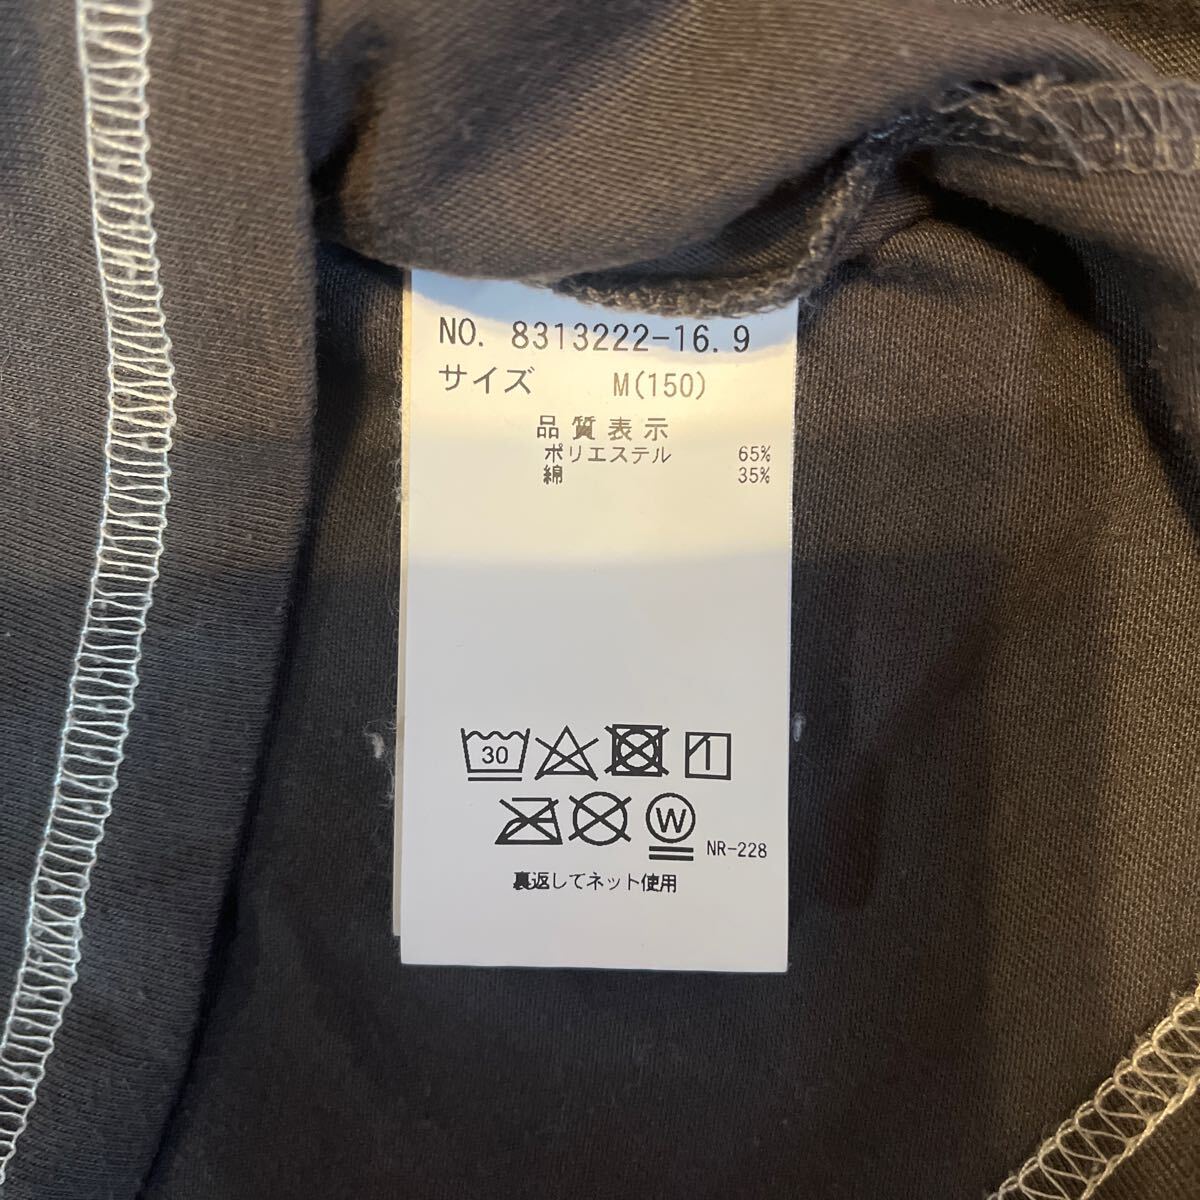 NO. 8313222-16.9
サイズ M(150)
品質表示
ポリエステル 65%
綿 35%
30
W
NR-228
裏返してネット使用